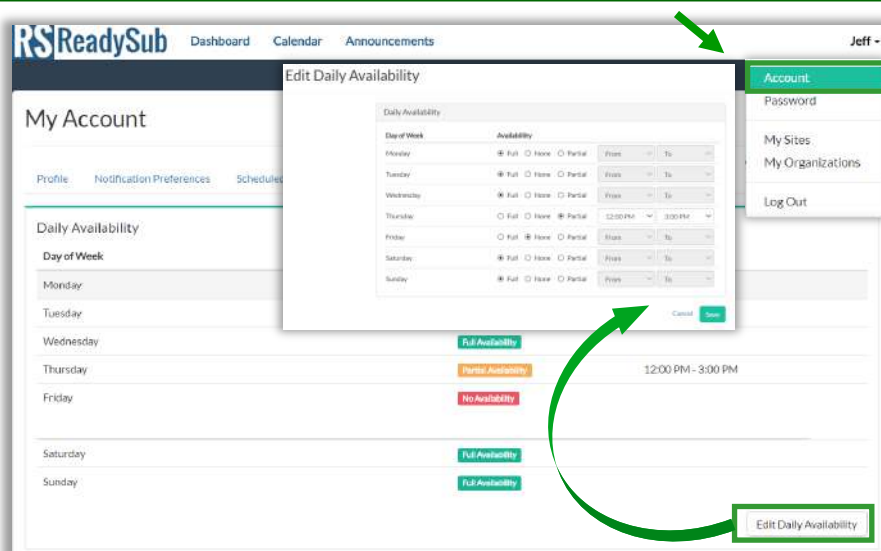 RS ReadySub Dashboard Calendar Announcements Jeff
Account
Password
My Sites
My Organizations
Log Out
My Account
Profile Notification Preferences Scheduled
Daily Availability
Day of Week
Monday
Tuesday
Wednesday Full Availability
Thursday Partial Availability 12:00 PM - 3:00 PM
Friday No Availability
Saturday Full Availability
Sunday Full Availability
Edit Daily Availability
Edit Daily Availability
Daily Availability
Day of Week Availability
Monday Full None Partial From To
Tuesday Full None Partial From To
Wednesday Full None Partial From To
Thursday Full None Partial 12:00 PM 3:00 PM
Friday Full None Partial From To
Saturday Full None Partial From To
Sunday Full None Partial From To
Cancel Save